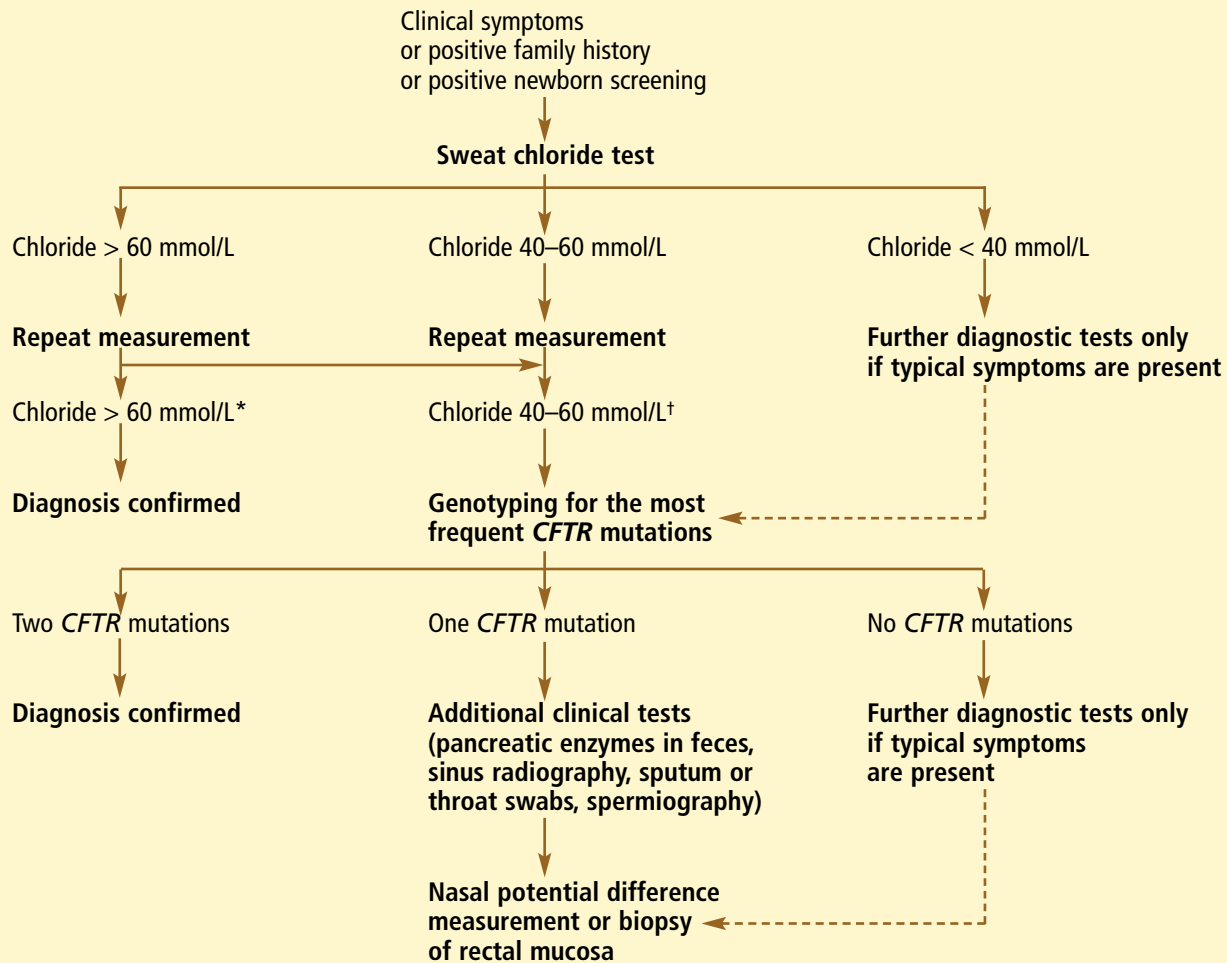 Clinical symptoms
or positive family history
or positive newborn screening
Sweat chloride test
Chloride > 60 mmol/L
Chloride 40–60 mmol/L
Chloride < 40 mmol/L
Repeat measurement
Repeat measurement
Further diagnostic tests only
if typical symptoms are present
Chloride > 60 mmol/L*
Chloride 40–60 mmol/L†
Diagnosis confirmed
Genotyping for the most
frequent CFTR mutations
Two CFTR mutations
One CFTR mutation
No CFTR mutations
Diagnosis confirmed
Additional clinical tests
(pancreatic enzymes in feces,
sinus radiography, sputum or
throat swabs, spermiography)
Further diagnostic tests only
if typical symptoms
are present
Nasal potential difference
measurement or biopsy
of rectal mucosa